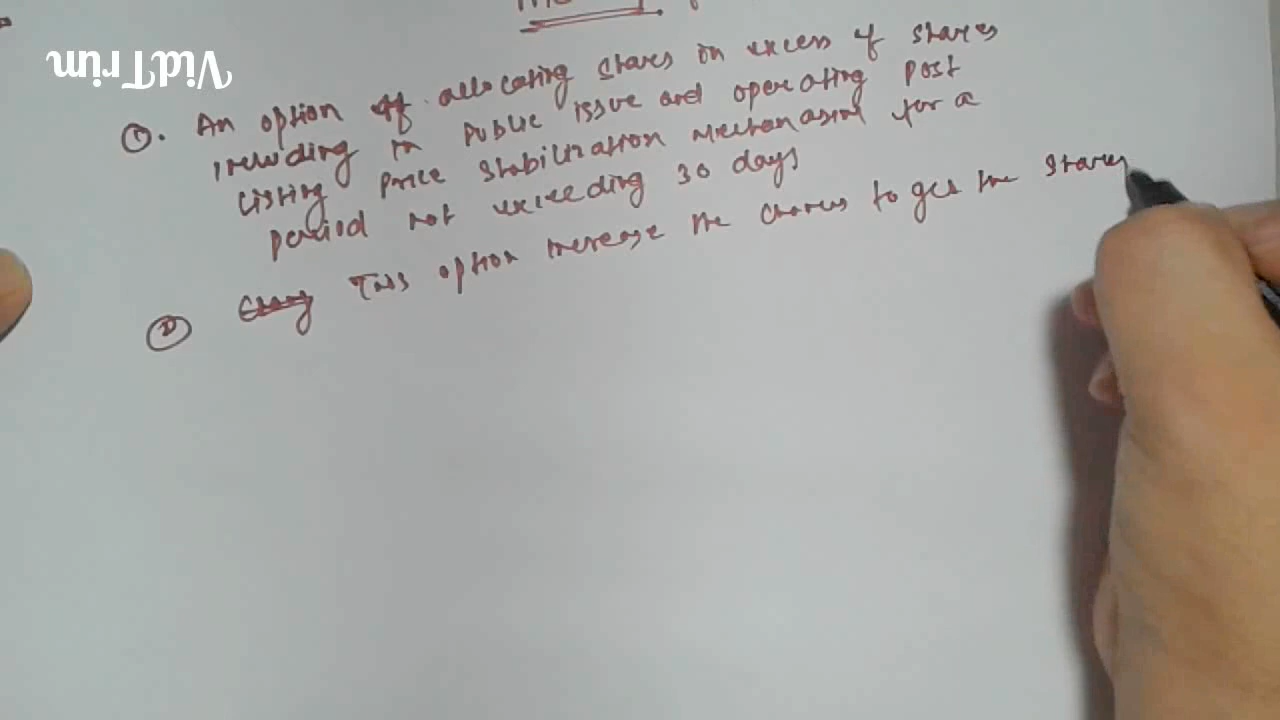 VidTrim
①. An option of allocating shares in excess of shares
including in public issue and operating post
listing price stabilization mechanasim for a
period not exceeding 30 days
② This option increase the chances to get the shares